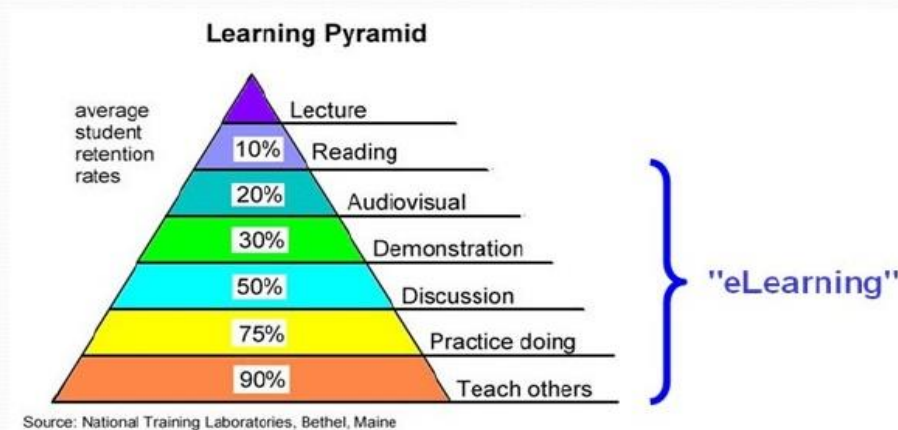 Learning Pyramid
average
student
retention
rates
Lecture
10% Reading
20% Audiovisual
30% Demonstration
50% Discussion
75% Practice doing
90% Teach others
"eLearning"
Source: National Training Laboratories, Bethel, Maine